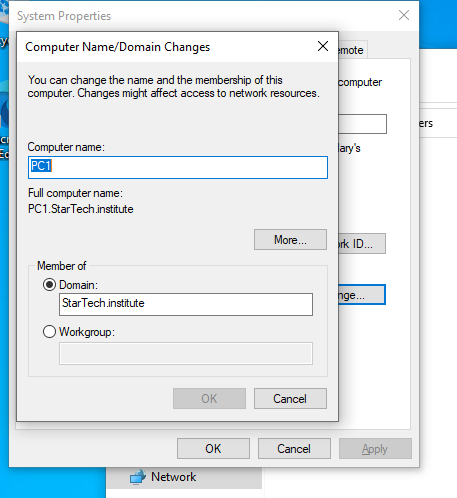 System Properties
Computer Name/Domain Changes
emote
You can change the name and the membership of this
computer. Changes might affect access to network resources.
computer
ers
ary's
Computer name:
PC1
Full computer name:
PC1.StarTech.institute
More...
rk ID...
Member of
Domain:
StarTech.institute
nge...
Workgroup:
OK
Cancel
OK
Cancel
Apply
Network